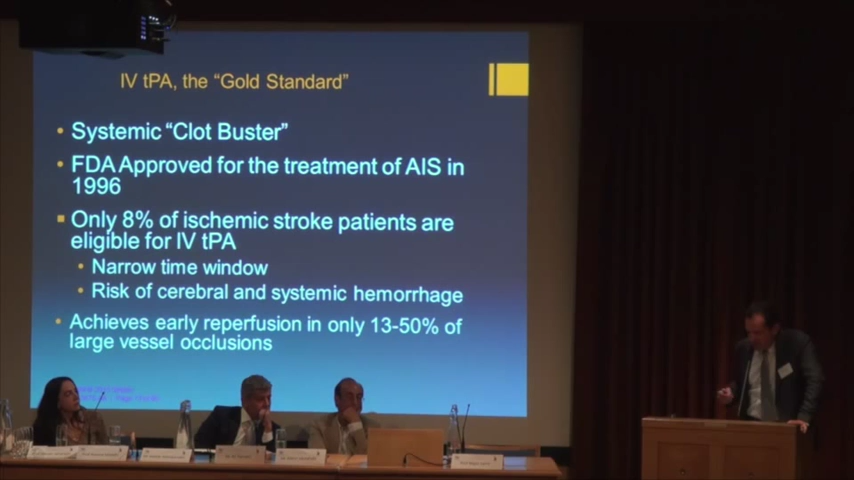 IV tPA, the “Gold Standard”
• Systemic “Clot Buster”
• FDA Approved for the treatment of AIS in
1996
▪ Only 8% of ischemic stroke patients are
eligible for IV tPA
• Narrow time window
• Risk of cerebral and systemic hemorrhage
• Achieves early reperfusion in only 13-50% of
large vessel occlusions